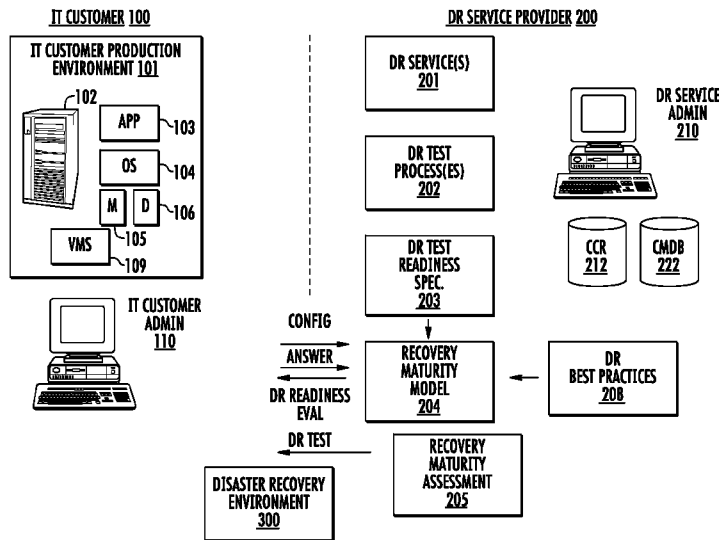 IT CUSTOMER 100
DR SERVICE PROVIDER 200
IT CUSTOMER PRODUCTION
ENVIRONMENT 101
102
APP
103
OS
104
M
D
106
105
VMS
109
IT CUSTOMER
ADMIN
110
DR SERVICE(S)
201
DR TEST
PROCESS(ES)
202
DR TEST
READINESS
SPEC.
203
DR SERVICE
ADMIN
210
CCR
212
CMDB
222
CONFIG
ANSWER
DR READINESS
EVAL
RECOVERY
MATURITY
MODEL
204
DR
BEST PRACTICES
208
DR TEST
RECOVERY
MATURITY
ASSESSMENT
205
DISASTER RECOVERY
ENVIRONMENT
300